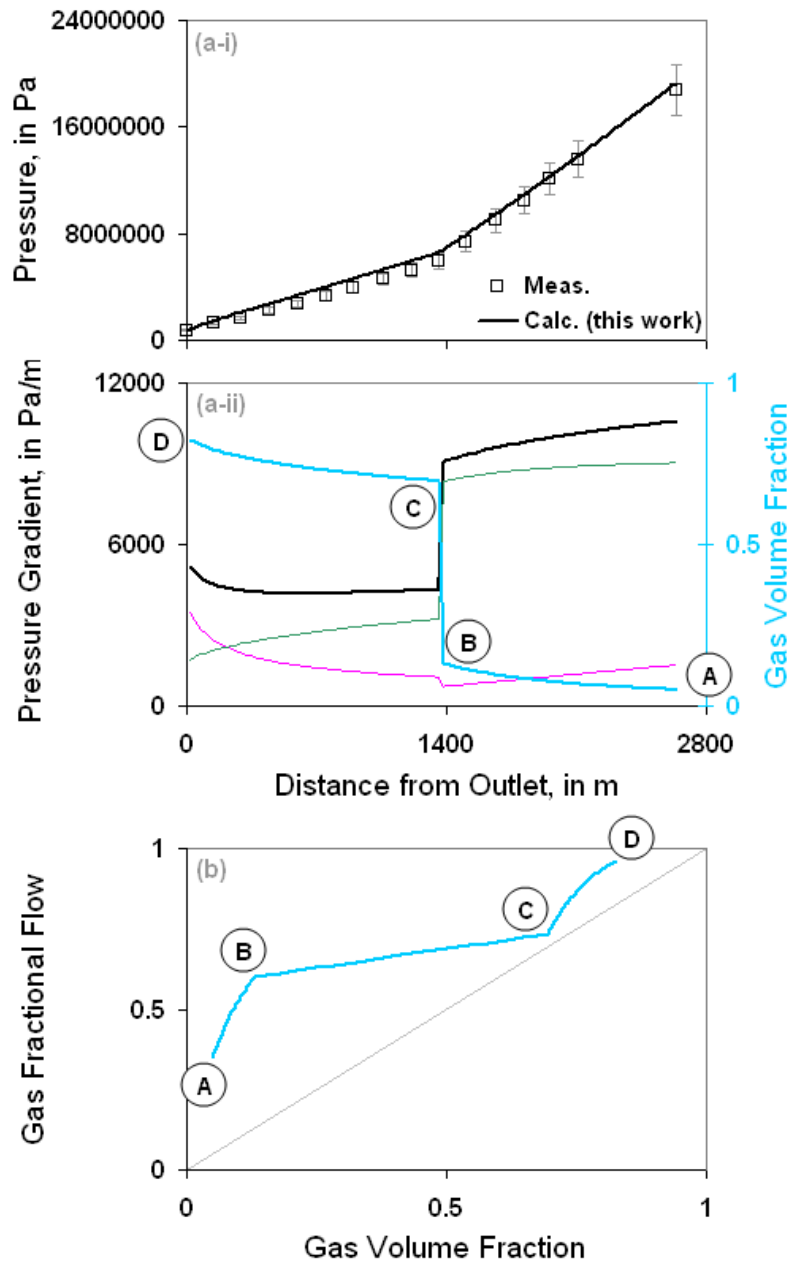 24000000
(a-i)
Pressure, in Pa
16000000
8000000
Meas.
Calc. (this work)
0
12000
1
(a-ii)
D
Pressure Gradient, in Pa/m
Gas Volume Fraction
C
6000
0.5
B
A
0
0
0
1400
2800
Distance from Outlet, in m
1
(b)
D
Gas Fractional Flow
C
B
0.5
A
0
0
0.5
1
Gas Volume Fraction